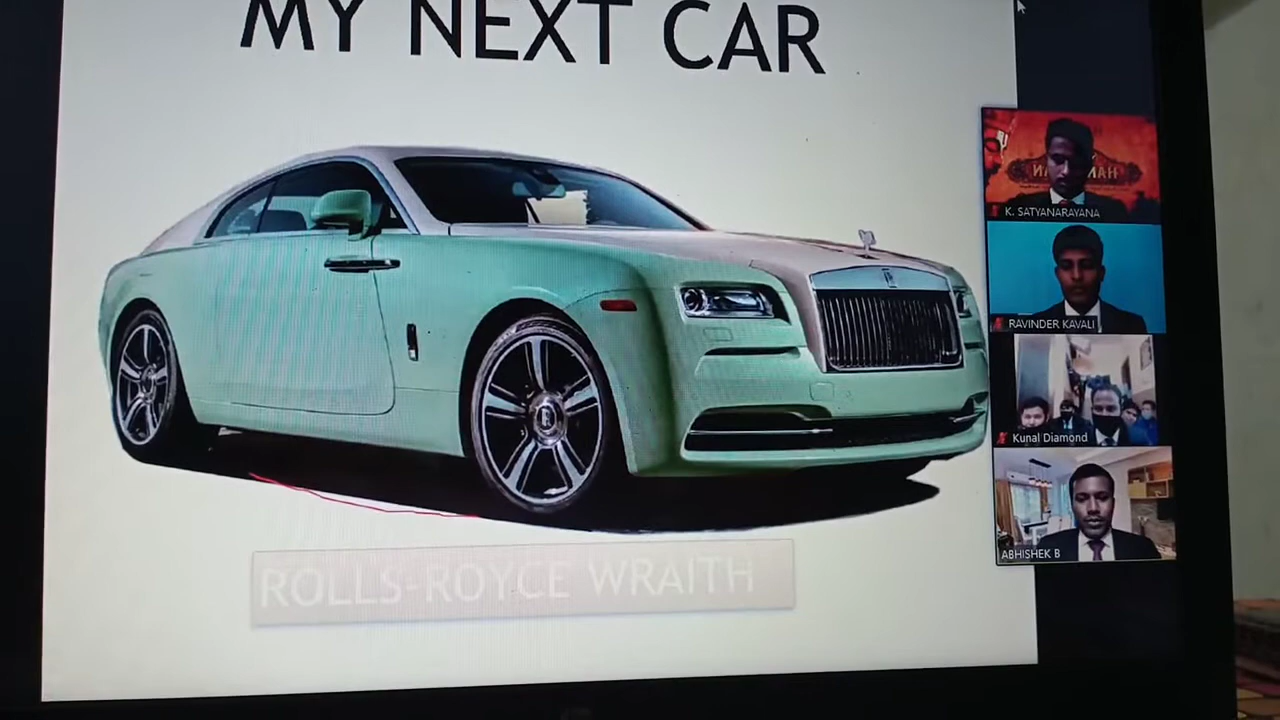 MY NEXT CAR
K. SATYANARAYANA
RAVINDER KAVALI
Kunal Diamond
ABHISHEK B
ROLLS-ROYCE WRAITH